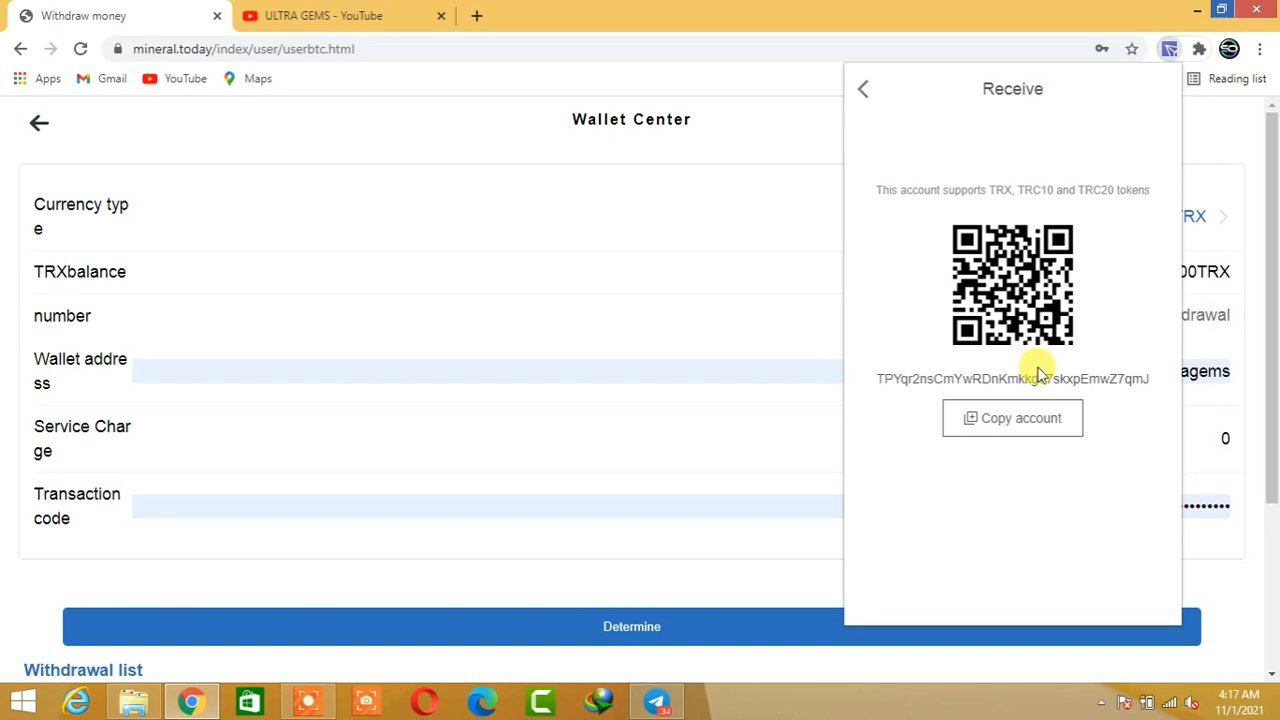 Withdraw money
ULTRA GEMS - YouTube
mineral.today/index/user/userbtc.html
Apps
Gmail
YouTube
Maps
Reading list
Wallet Center
Receive
This account supports TRX, TRC10 and TRC20 tokens
Currency typ
e
RX
TRXbalance
00TRX
number
drawal
Wallet addre
ss
agems
Copy account
Service Char
ge
0
Transaction
code
Determine
Withdrawal list
34
4:17 AM
11/1/2021